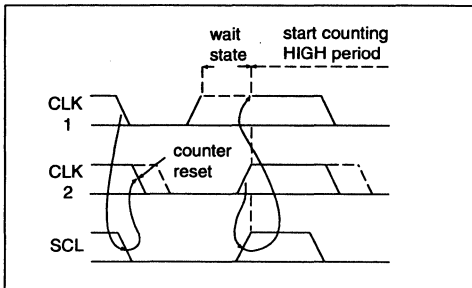 wait
state
start counting
HIGH period
CLK
1
counter
reset
CLK
2
SCL